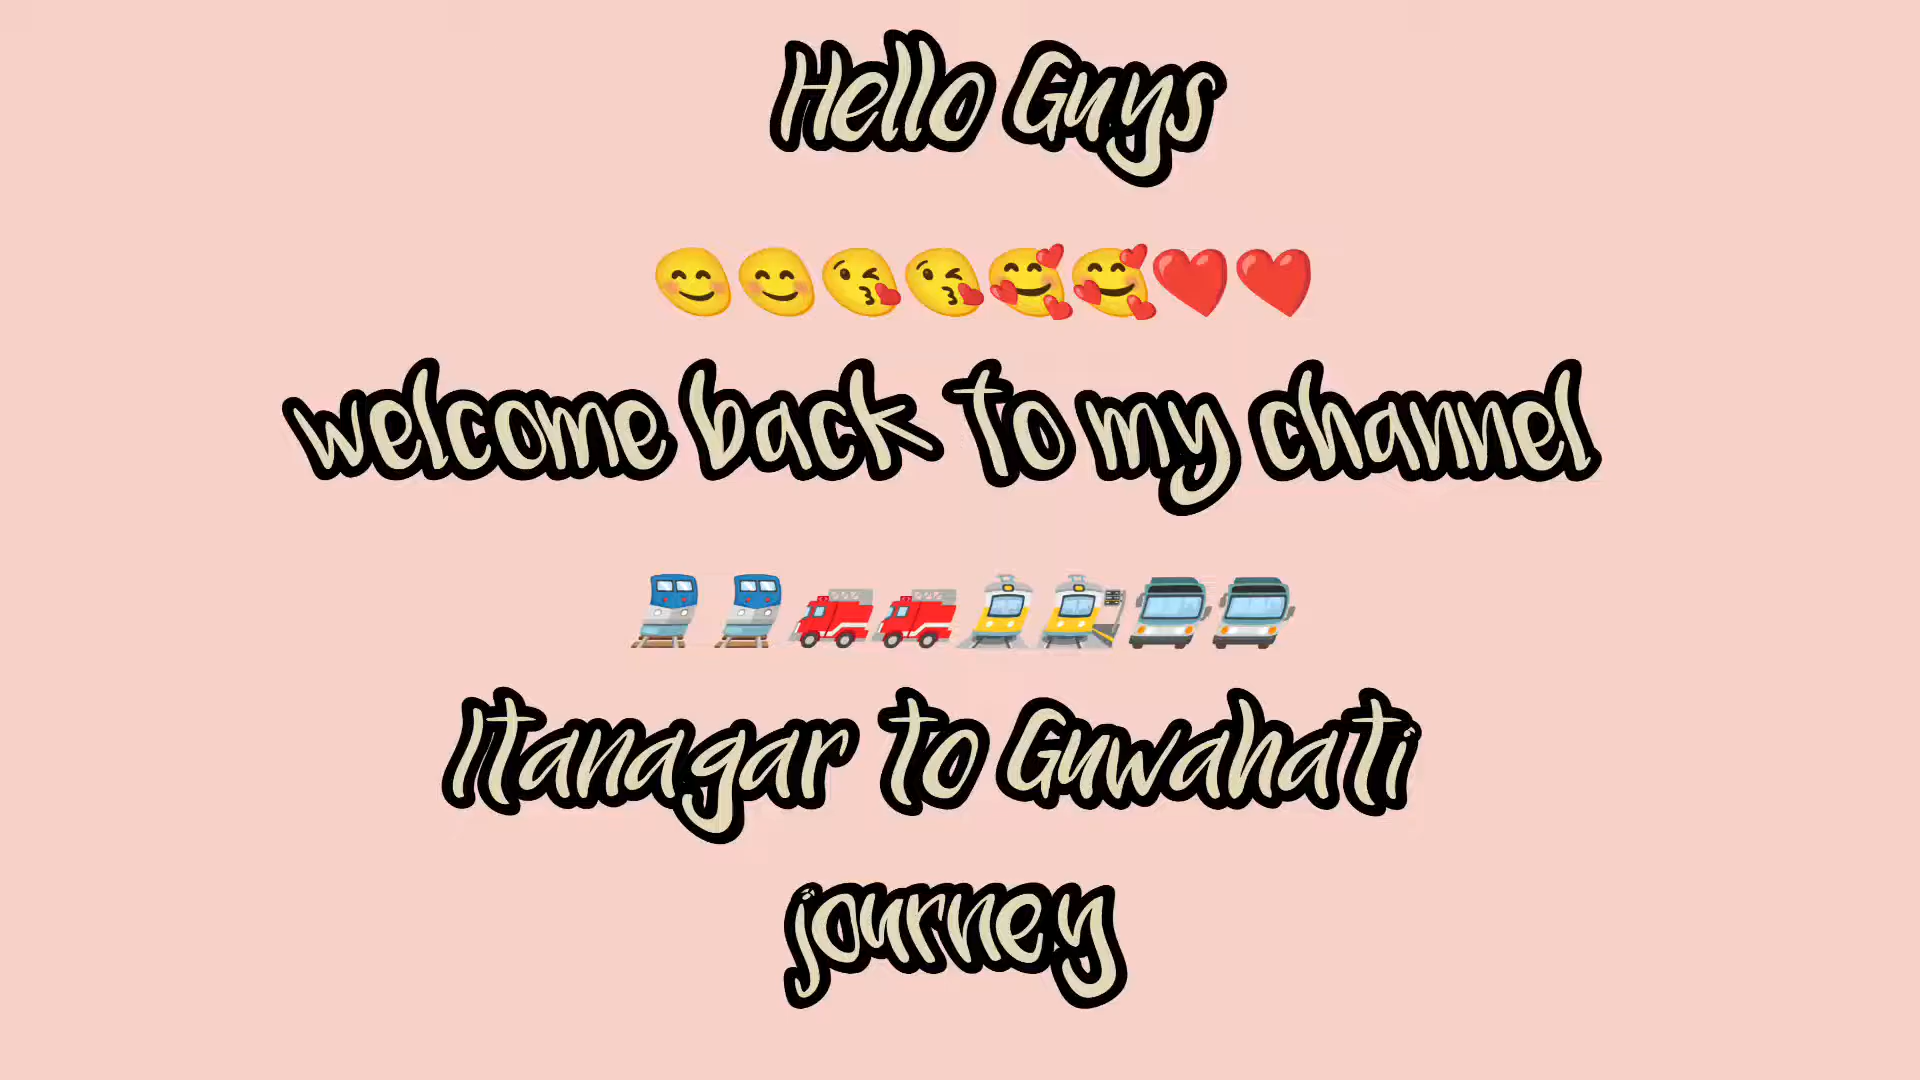 Hello Guys
😊😊😘😘🥰🥰❤️❤️
welcome back to my channel
🚆🚆🚒🚒🚊🚉🚌🚌
Itanagar to Guwahati
journey